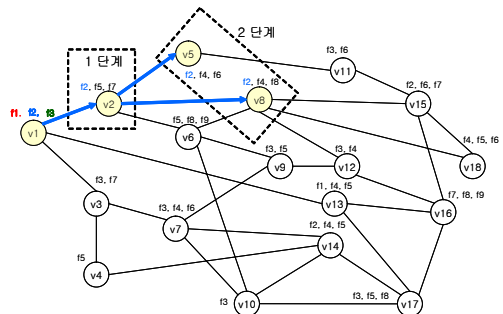 2 단계
1 단계
v5
f2, f4, f6
f3, f6
v11
f2, f5, f7
v2
f2, f4, f8
v8
f2, f6, f7
v15
f1. f2, f3
v1
f5, f8, f9
v6
f4, f5, f6
v18
f3, f5
v9
f3, f4
v12
f3, f7
v3
f1, f4, f5
v13
f7, f8, f9
v16
f3, f4, f6
v7
f2, f4, f5
v14
f5
v4
f3
v10
f3, f5, f8
v17